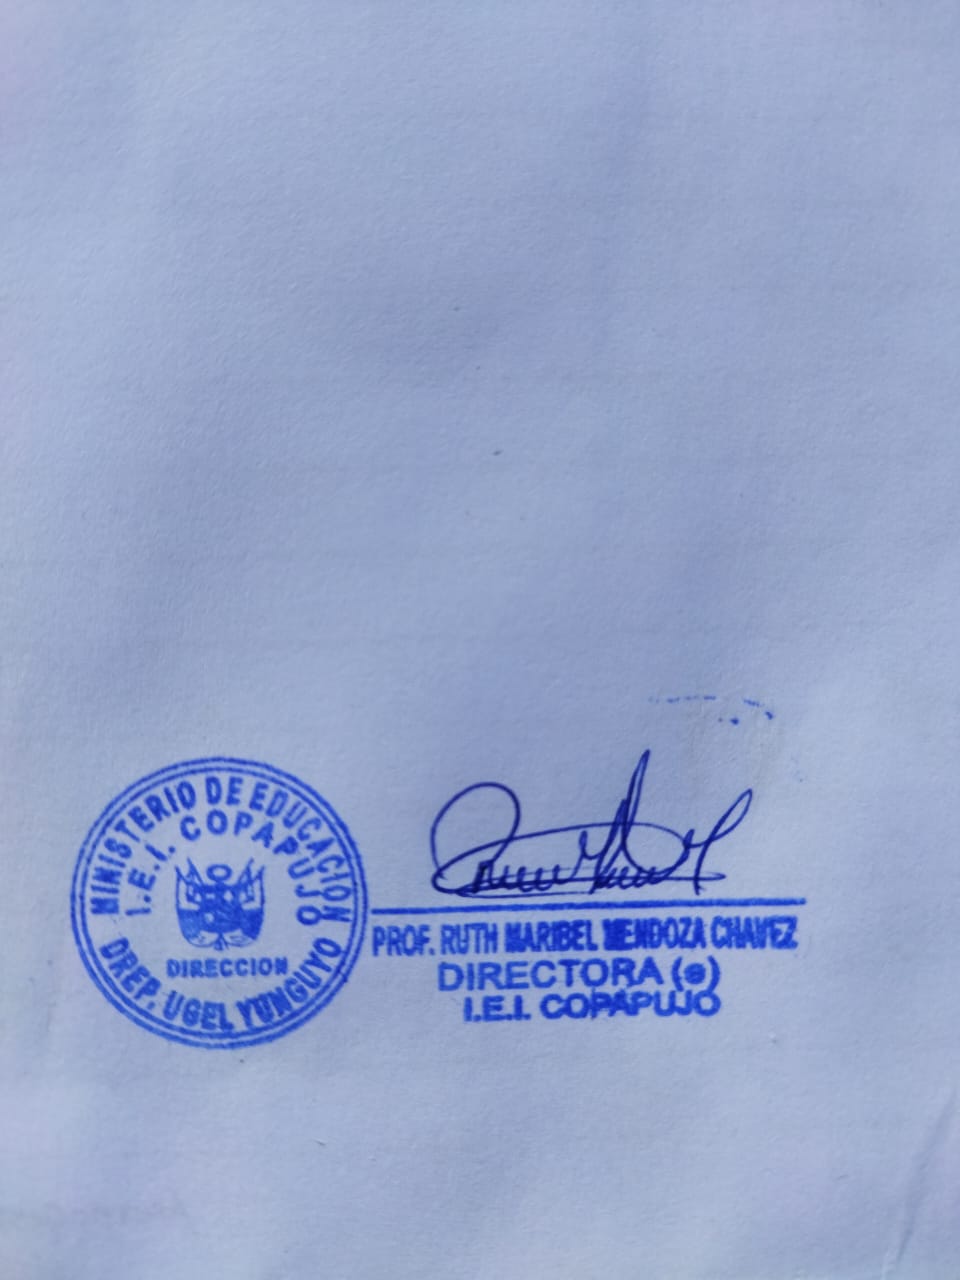 MINISTERIO DE EDUCACION
I.E.I. COPAPUJO
DIRECCION
DREP. UGEL YUNGUYO
PROF. RUTH MARIBEL MENDOZA CHAVEZ
DIRECTORA (e)
I.E.I. COPAPUJO